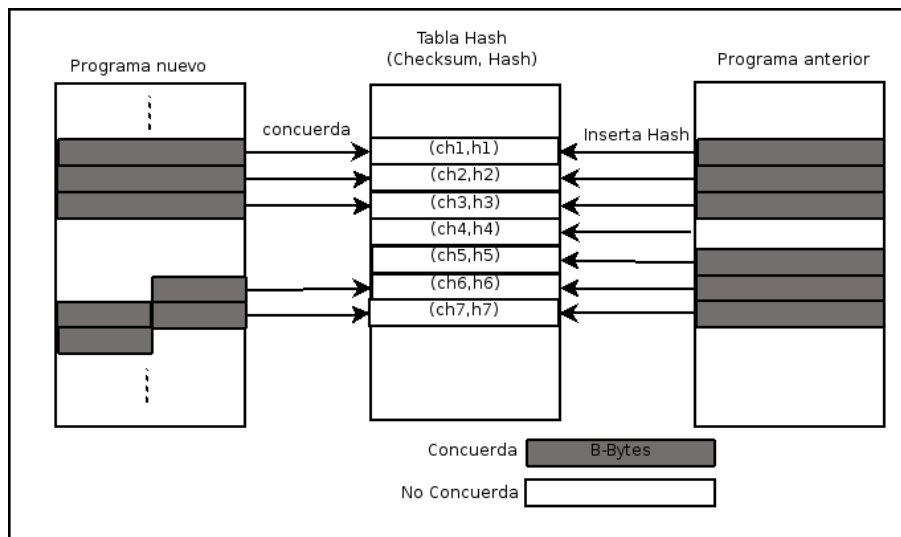 Programa nuevo
Tabla Hash
(Checksum, Hash)
Programa anterior
concuerda
Inserta Hash
(ch1,h1)
(ch2,h2)
(ch3,h3)
(ch4,h4)
(ch5,h5)
(ch6,h6)
(ch7,h7)
Concuerda
B-Bytes
No Concuerda